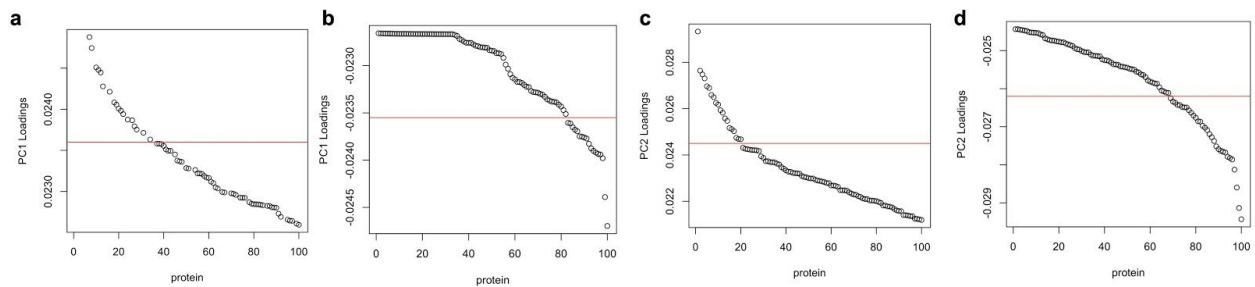 a
PC1 Loadings
0.0240
0.0230
0 20 40 60 80 100
protein
b
PC1 Loadings
-0.0230
-0.0235
-0.0240
-0.0245
0 20 40 60 80 100
protein
c
PC2 Loadings
0.028
0.026
0.024
0.022
0 20 40 60 80 100
protein
d
PC2 Loadings
-0.025
-0.027
-0.029
0 20 40 60 80 100
protein